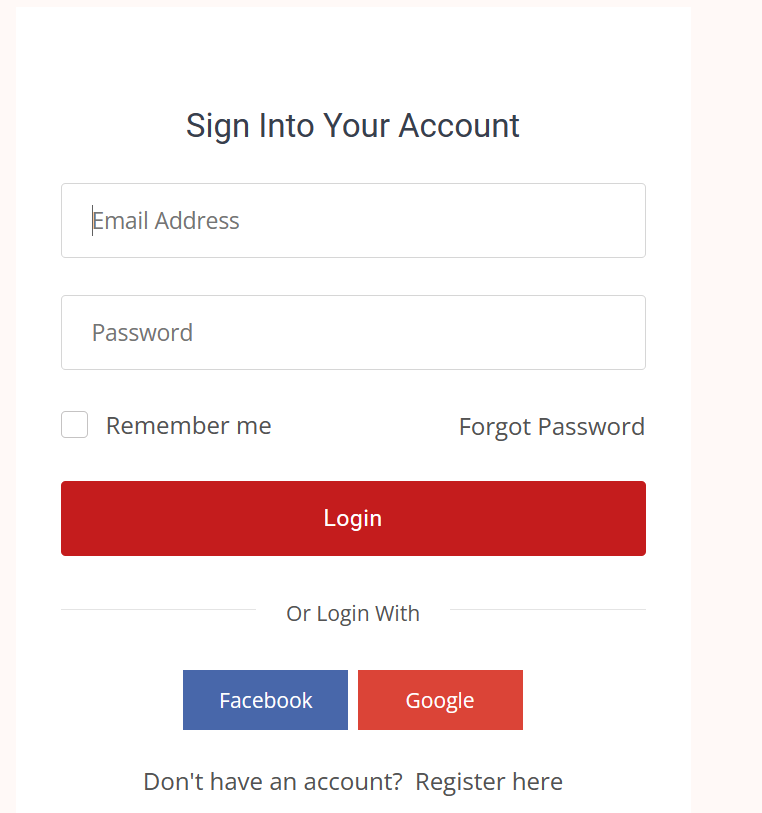 Sign Into Your Account
Email Address
Password
Remember me Forgot Password
Login
Or Login With
Facebook Google
Don't have an account? Register here